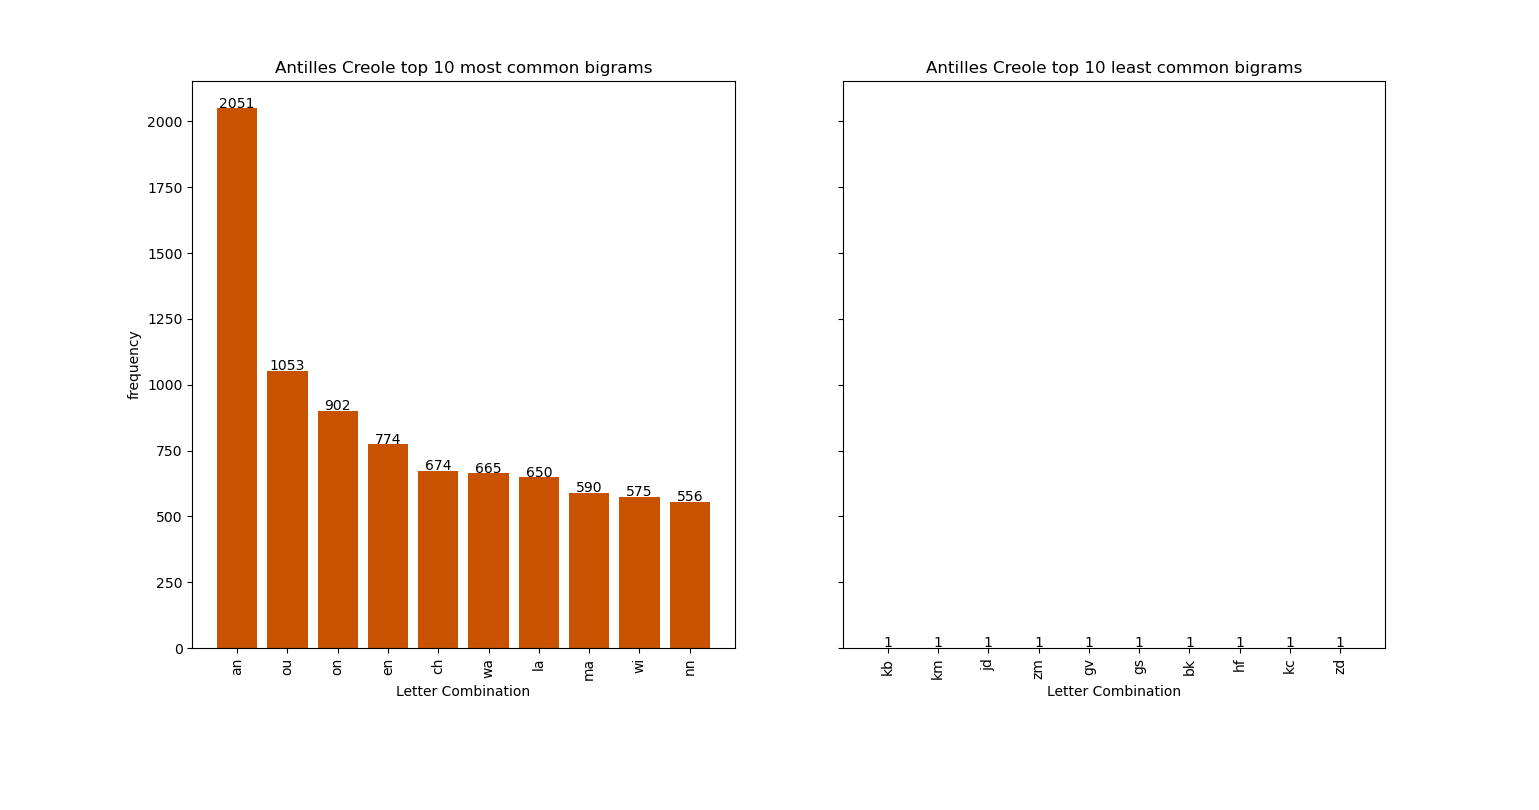 Antilles Creole top 10 most common bigrams
2051
1053
902
774
674
665
650
590
575
556
2000
1750
1500
1250
1000
750
500
250
0
frequency
an
ou
on
en
ch
wa
la
ma
wi
nn
Letter Combination
Antilles Creole top 10 least common bigrams
1
1
1
1
1
1
1
1
1
1
kb
km
jd
zm
gv
gs
bk
hf
kc
zd
Letter Combination